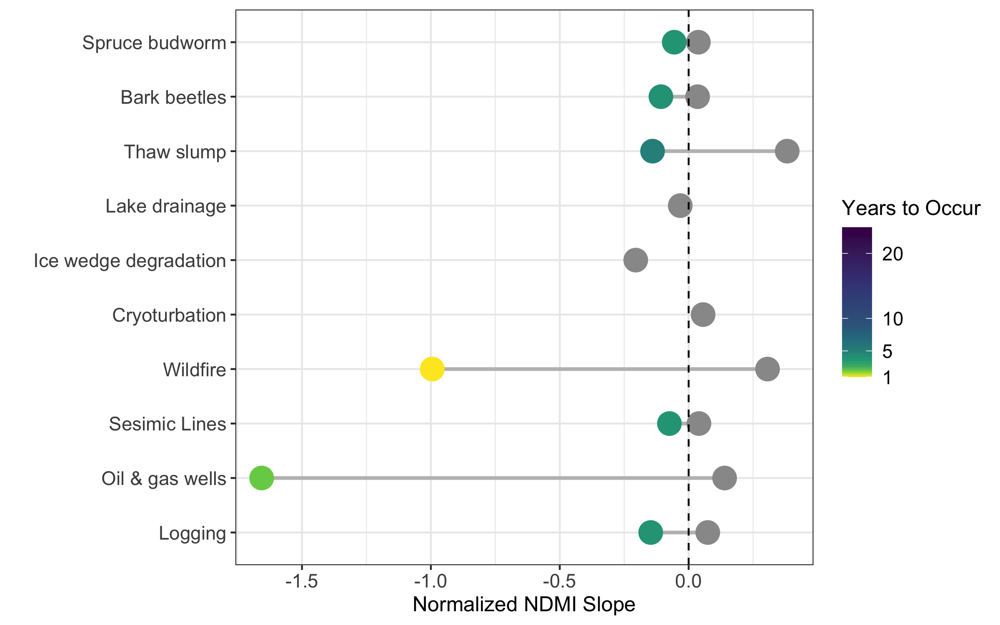 Spruce budworm
Bark beetles
Thaw slump
Lake drainage
Ice wedge degradation
Cryoturbation
Wildfire
Sesimic Lines
Oil & gas wells
Logging
-1.5 -1.0 -0.5 0.0
Normalized NDMI Slope
Years to Occur
20
10
5
1